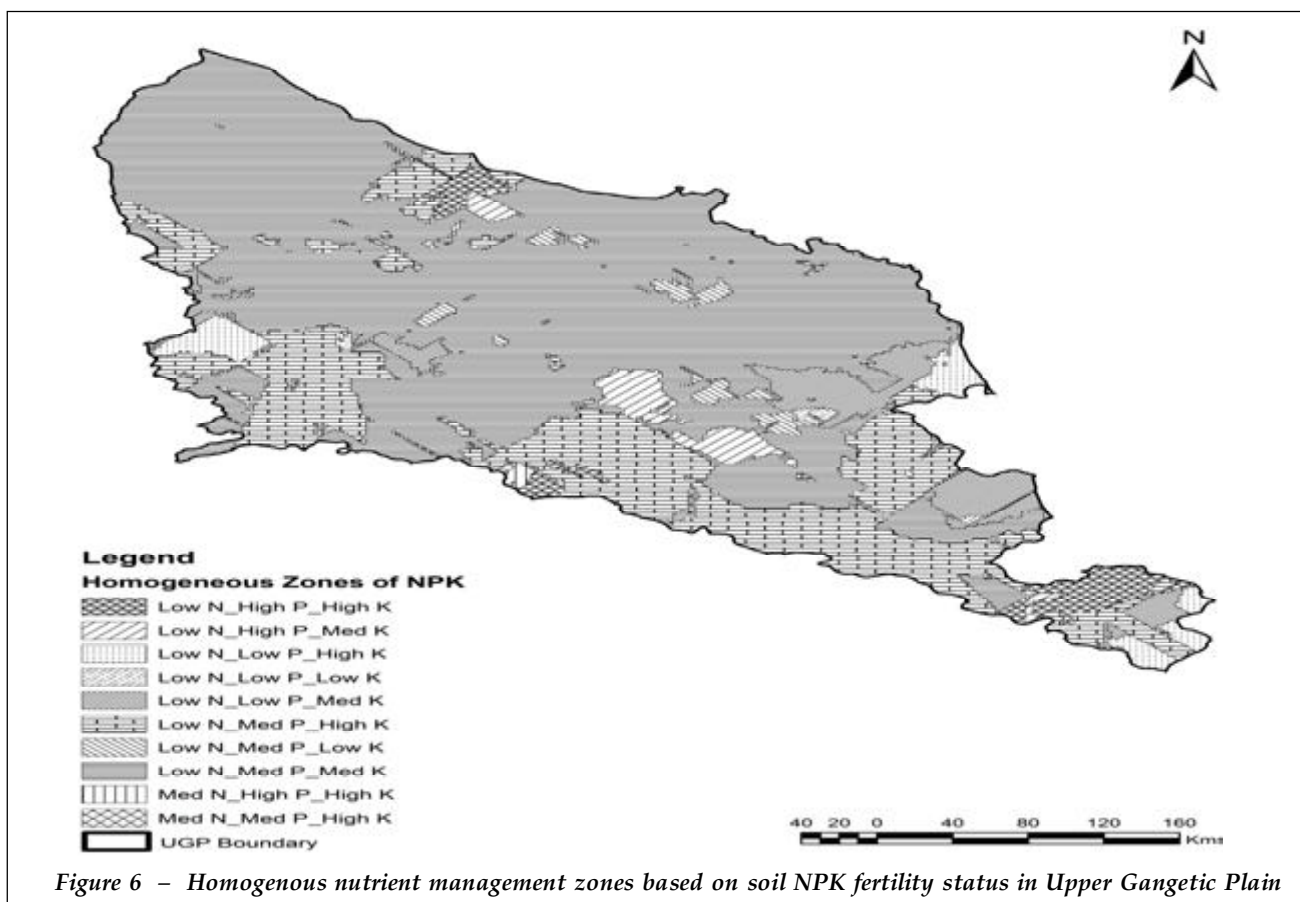 N
Legend
Homogeneous Zones of NPK
Low N_High P_High K
Low N_High P_Med K
Low N_Low P_High K
Low N_Low P_Low K
Low N_Low P_Med K
Low N_Med P_High K
Low N_Med P_Low K
Low N_Med P_Med K
Med N_High P_High K
Med N_Med P_High K
UGP Boundary
40 20 0 40 80 120 160
Kms
Figure 6 – Homogenous nutrient management zones based on soil NPK fertility status in Upper Gangetic Plain